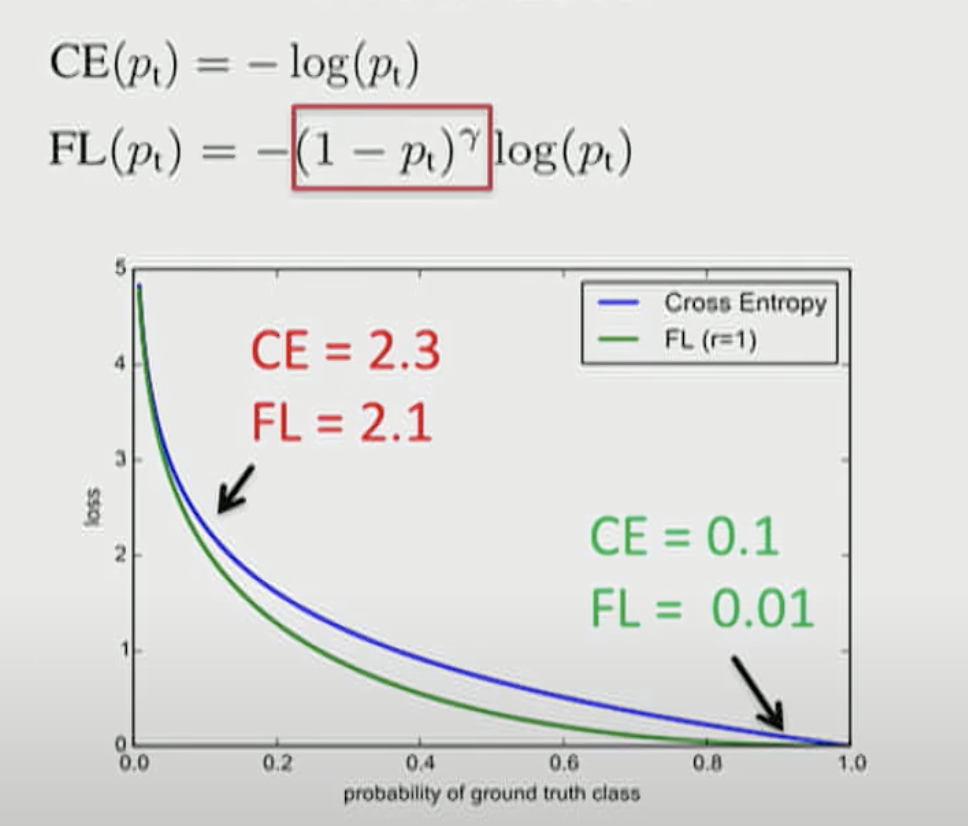 CE(pₜ) = − log(pₜ)
FL(pₜ) = −(1 − pₜ)^γ log(pₜ)
5
4
3
2
1
0
loss
Cross Entropy
FL (r=1)
CE = 2.3
FL = 2.1
CE = 0.1
FL = 0.01
0.0 0.2 0.4 0.6 0.8 1.0
probability of ground truth class